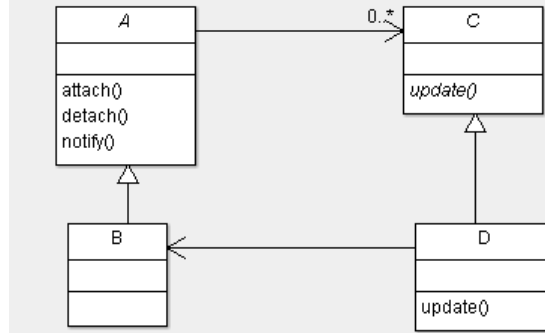 A
0..*
C
attach()
detach()
notify()
update()
B
D
update()